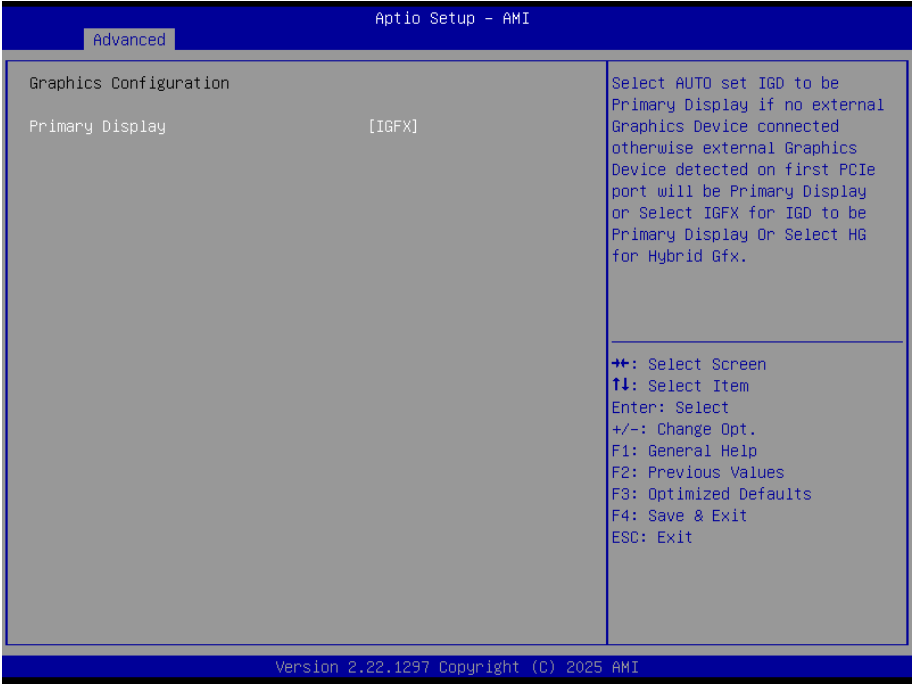 Aptio Setup - AMI
Advanced
Graphics Configuration
Primary Display [IGFX]
Select AUTO set IGD to be
Primary Display if no external
Graphics Device connected
otherwise external Graphics
Device detected on first PCIe
port will be Primary Display
or Select IGFX for IGD to be
Primary Display Or Select HG
for Hybrid Gfx.
→←: Select Screen
↑↓: Select Item
Enter: Select
+/-: Change Opt.
F1: General Help
F2: Previous Values
F3: Optimized Defaults
F4: Save & Exit
ESC: Exit
Version 2.22.1297 Copyright (C) 2025 AMI